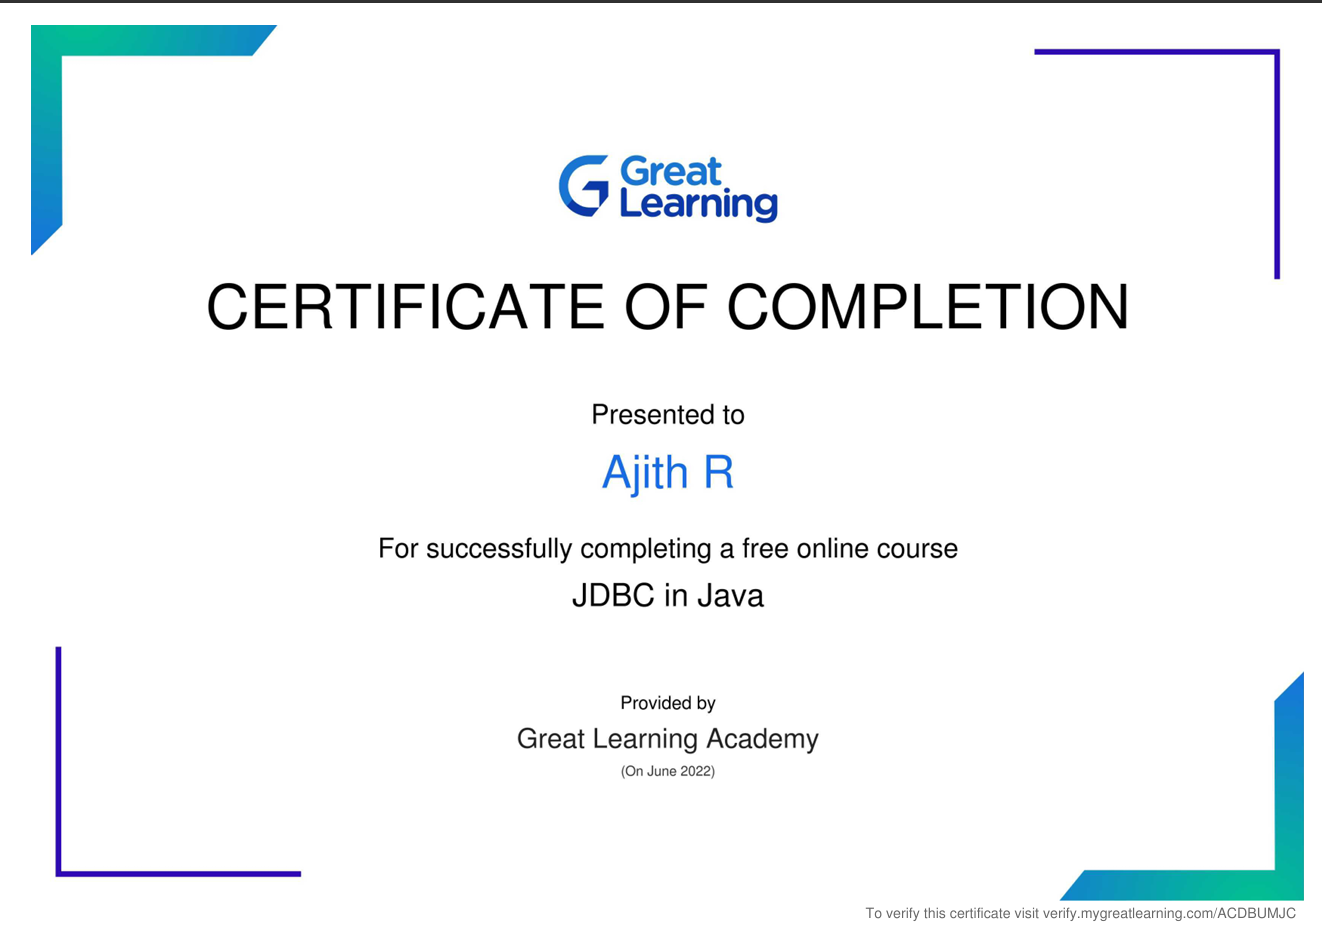 Great
Learning
CERTIFICATE OF COMPLETION
Presented to
Ajith R
For successfully completing a free online course
JDBC in Java
Provided by
Great Learning Academy
(On June 2022)
To verify this certificate visit verify.mygreatlearning.com/ACDBUMJC